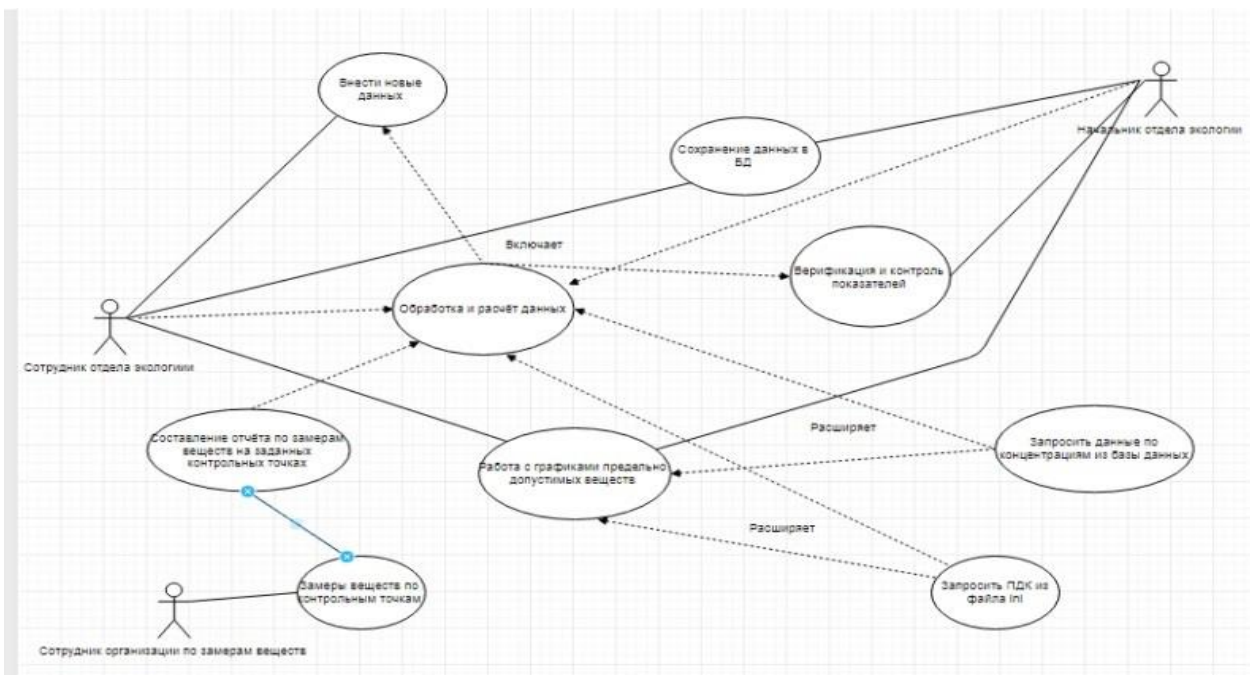 Внести новые
данных
Сохранение данных в
БД
Начальник отдела экологии
Включает
Верификация и контроль
показателей
Обработка и расчёт данных
Сотрудник отдела экологиии
Составление отчёта по замерам
веществ на заданных
контрольных точках
Работа с графиками предельно
допустимых веществ
Расширяет
Запросить данные по
концентрациям из базы данных
Расширяет
Замеры веществ по
контрольным точкам
Запросить ПДК из
файла ini
Сотрудник организации по замерам веществ